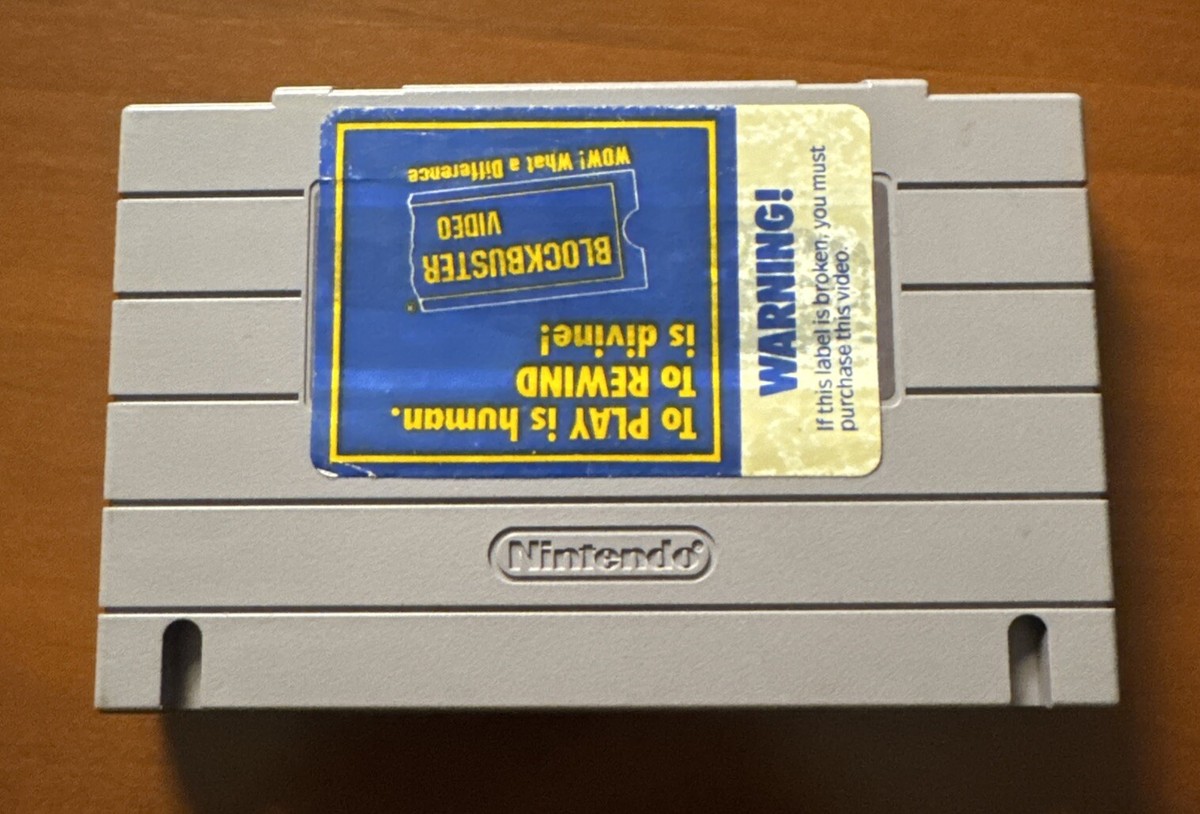 To PLAY is human.
To REWIND
is divine!
BLOCKBUSTER®
VIDEO
WOW! What a Difference
WARNING!
If this label is broken, you must
purchase this video.
Nintendo®